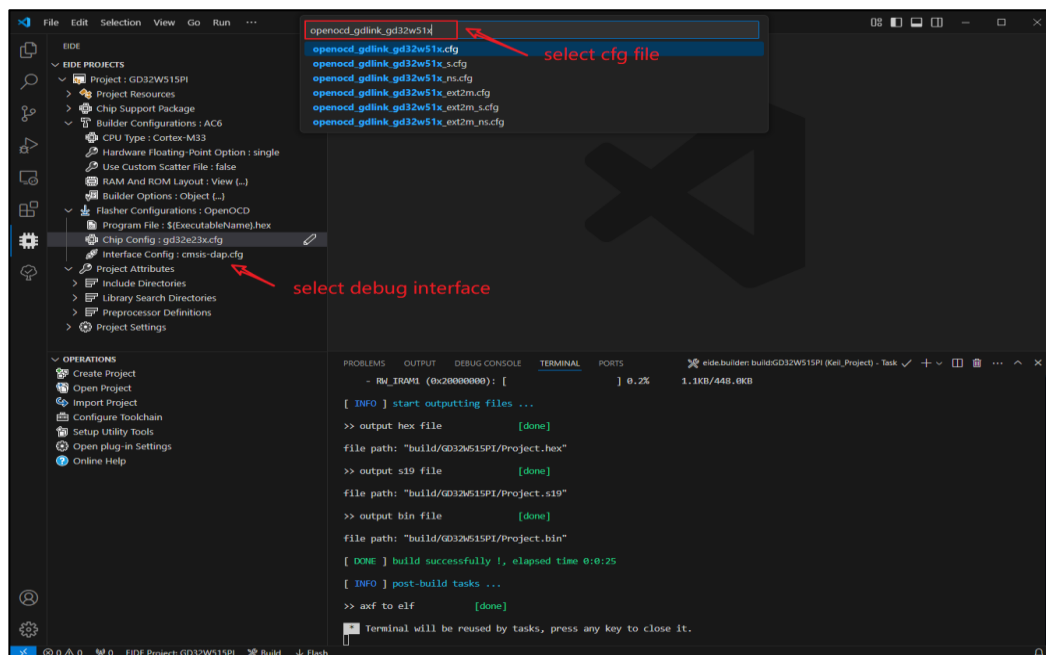 File Edit Selection View Go Run ···
openocd_gdlink_gd32w51x
openocd_gdlink_gd32w51x.cfg
openocd_gdlink_gd32w51x_s.cfg
openocd_gdlink_gd32w51x_ns.cfg
openocd_gdlink_gd32w51x_ext2m.cfg
openocd_gdlink_gd32w51x_ext2m_s.cfg
openocd_gdlink_gd32w51x_ext2m_ns.cfg
select cfg file
EIDE
EIDE PROJECTS
Project : GD32W515PI
Project Resources
Chip Support Package
Builder Configurations : AC6
CPU Type : Cortex-M33
Hardware Floating-Point Option : single
Use Custom Scatter File : false
RAM And ROM Layout : View {...}
Builder Options : Object {...}
Flasher Configurations : OpenOCD
Program File : ${ExecutableName}.hex
Chip Config : gd32e23x.cfg
Interface Config : cmsis-dap.cfg
Project Attributes
Include Directories
Library Search Directories
Preprocessor Definitions
Project Settings
select debug interface
OPERATIONS
Create Project
Open Project
Import Project
Configure Toolchain
Setup Utility Tools
Open plug-in Settings
Online Help
PROBLEMS OUTPUT DEBUG CONSOLE TERMINAL PORTS
eide.builder: build:GD32W515PI (Keil_Project) - Task
- RW_IRAM1 (0x20000000): [ ] 0.2% 1.1KB/448.0KB
[ INFO ] start outputting files ...
>> output hex file [done]
file path: "build/GD32W515PI/Project.hex"
>> output s19 file [done]
file path: "build/GD32W515PI/Project.s19"
>> output bin file [done]
file path: "build/GD32W515PI/Project.bin"
[ DONE ] build successfully !, elapsed time 0:0:25
[ INFO ] post-build tasks ...
>> axf to elf [done]
* Terminal will be reused by tasks, press any key to close it.
0 0 0 EIDE Project: GD32W515PI Build Flash